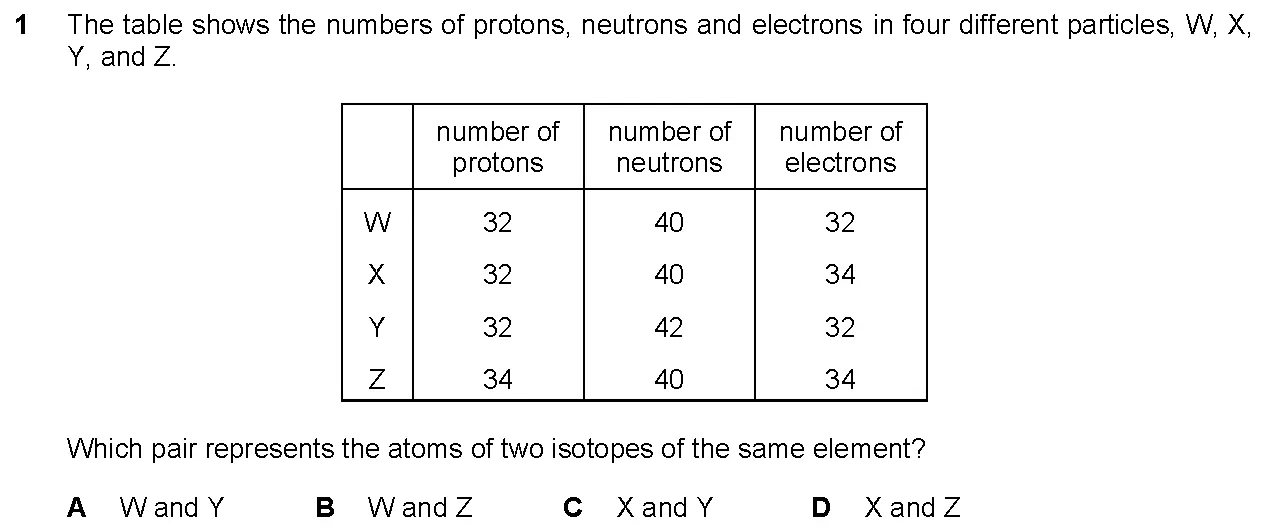 1 The table shows the numbers of protons, neutrons and electrons in four different particles, W, X,
Y, and Z.
number of protons number of neutrons number of electrons
W 32 40 32
X 32 40 34
Y 32 42 32
Z 34 40 34
Which pair represents the atoms of two isotopes of the same element?
A W and Y B W and Z C X and Y D X and Z